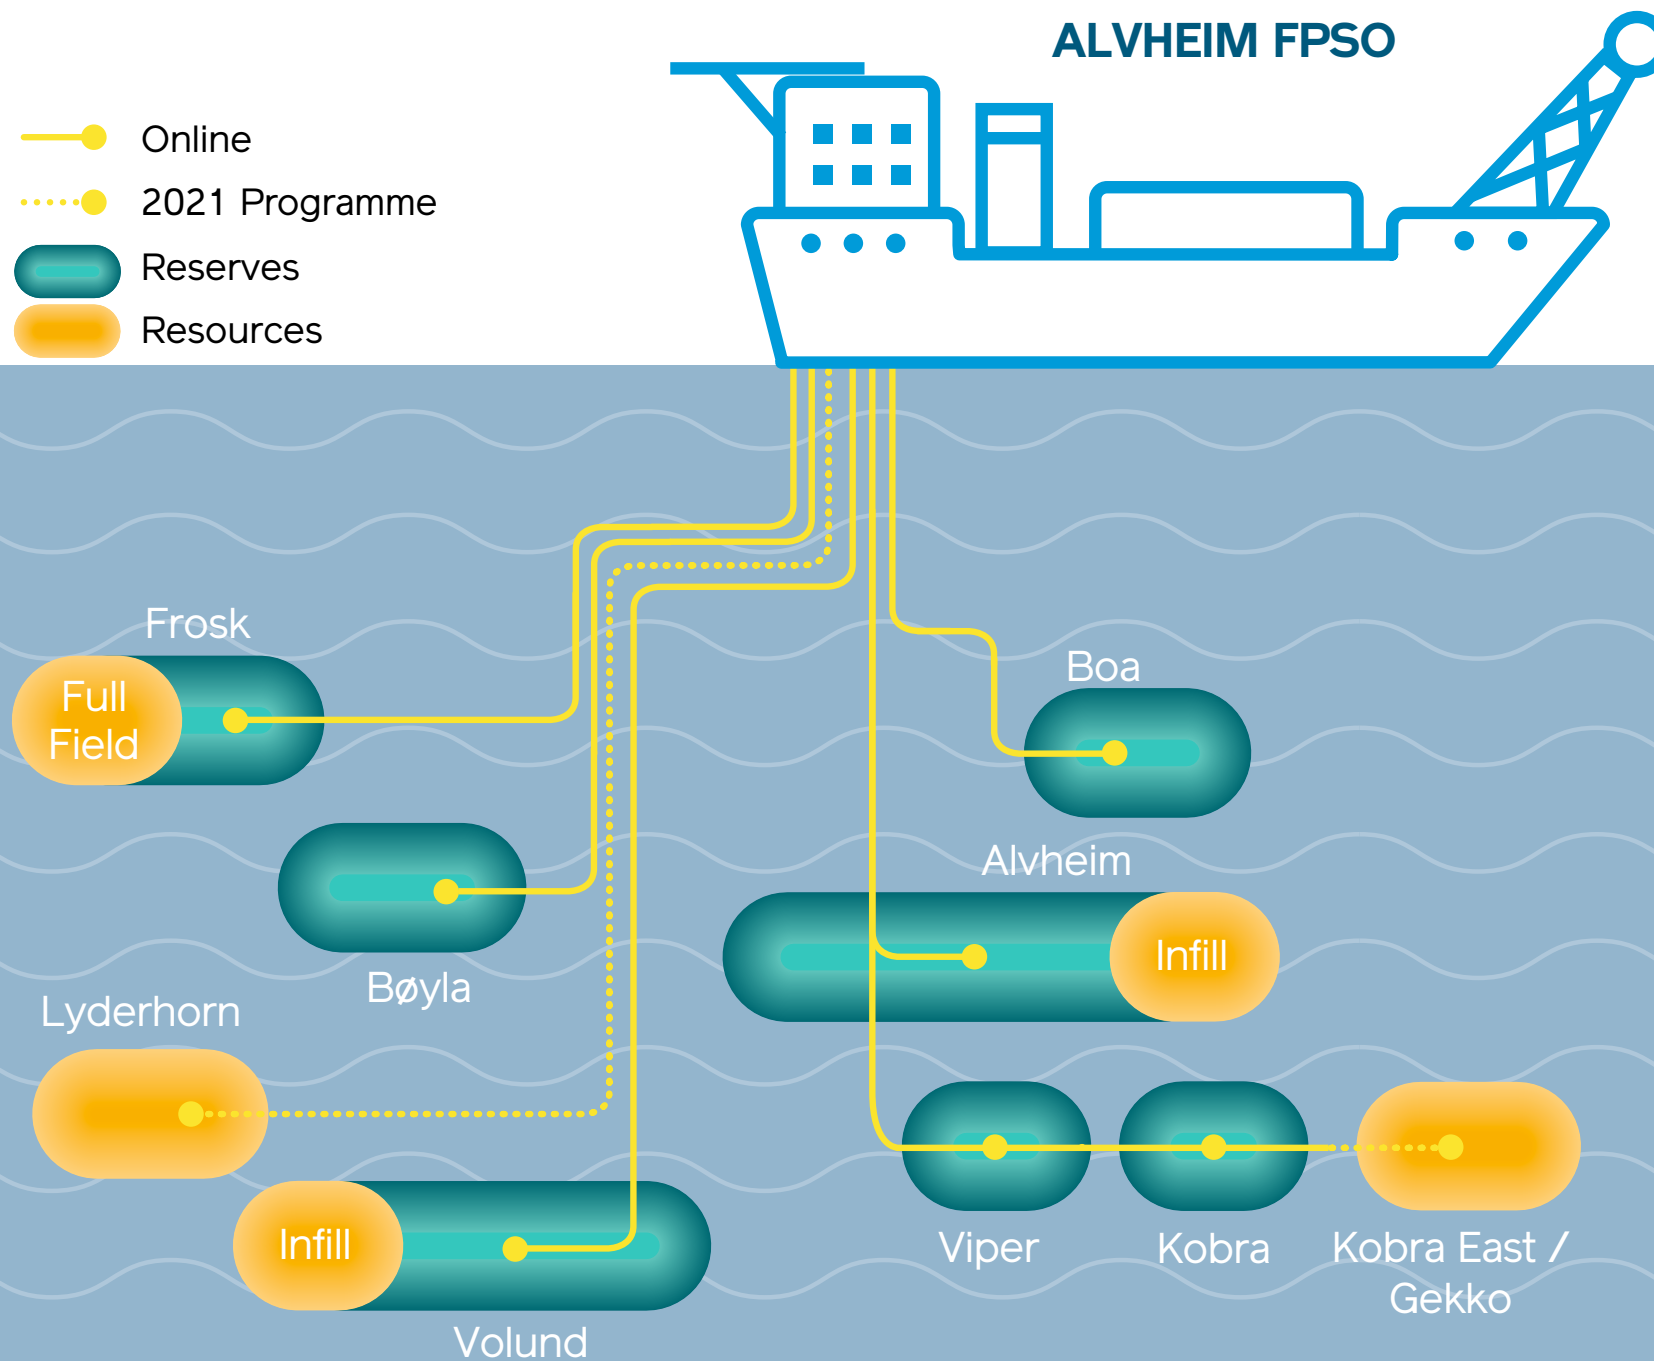 ALVHEIM FPSO
Online
2021 Programme
Reserves
Resources
Frosk
Full
Field
Boa
Alvheim
Infill
Bøyla
Lyderhorn
Infill
Volund
Viper
Kobra
Kobra East /
Gekko